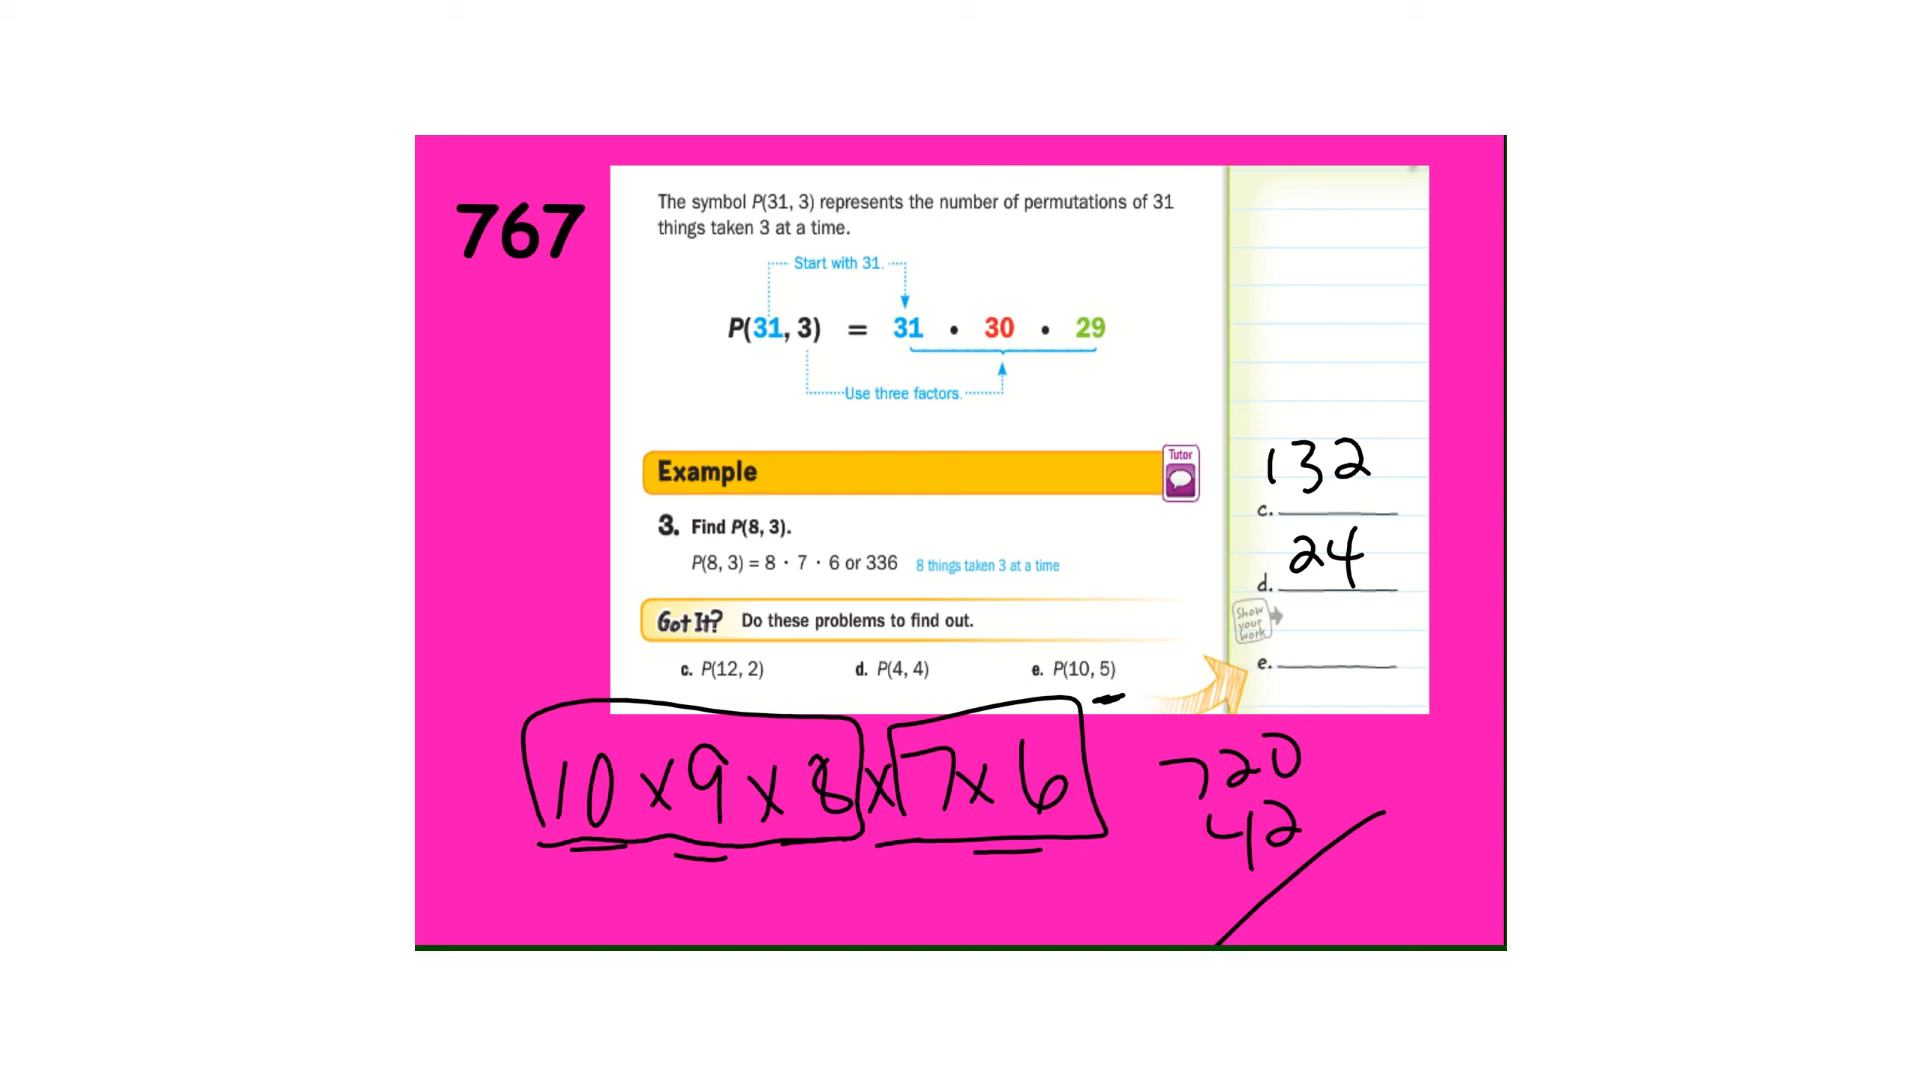 767
The symbol P(31, 3) represents the number of permutations of 31
things taken 3 at a time.
Start with 31.
P(31, 3) = 31 • 30 • 29
Use three factors.
Example
Tutor
3. Find P(8, 3).
P(8, 3) = 8 · 7 · 6 or 336 8 things taken 3 at a time
Got It? Do these problems to find out.
c. P(12, 2) d. P(4, 4) e. P(10, 5)
132
c.
24
d.
Show
your
work
e.
10 x 9 x 8 x 7 x 6
720
42